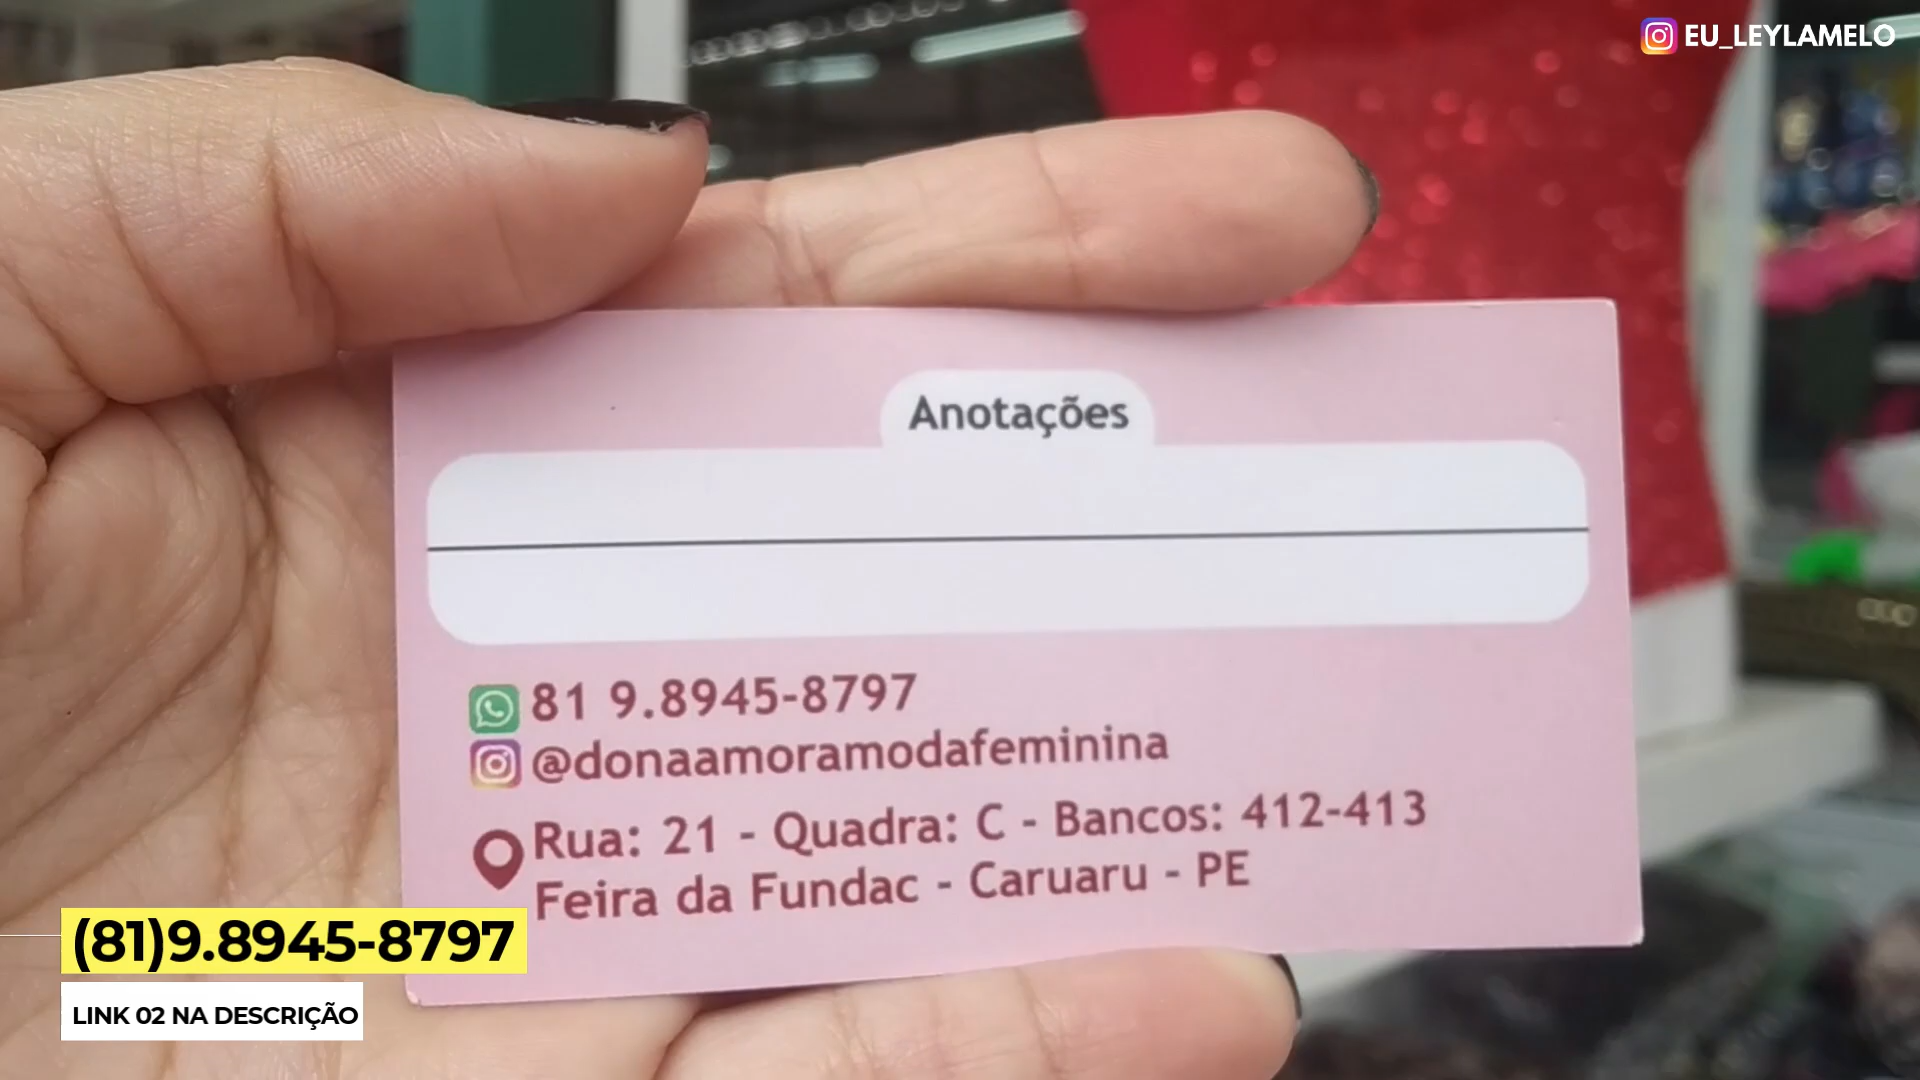 EU_LEYLAMELO
Anotações
81 9.8945-8797
@donaamoramodafeminina
Rua: 21 - Quadra: C - Bancos: 412-413
Feira da Fundac - Caruaru - PE
(81)9.8945-8797
LINK 02 NA DESCRIÇÃO